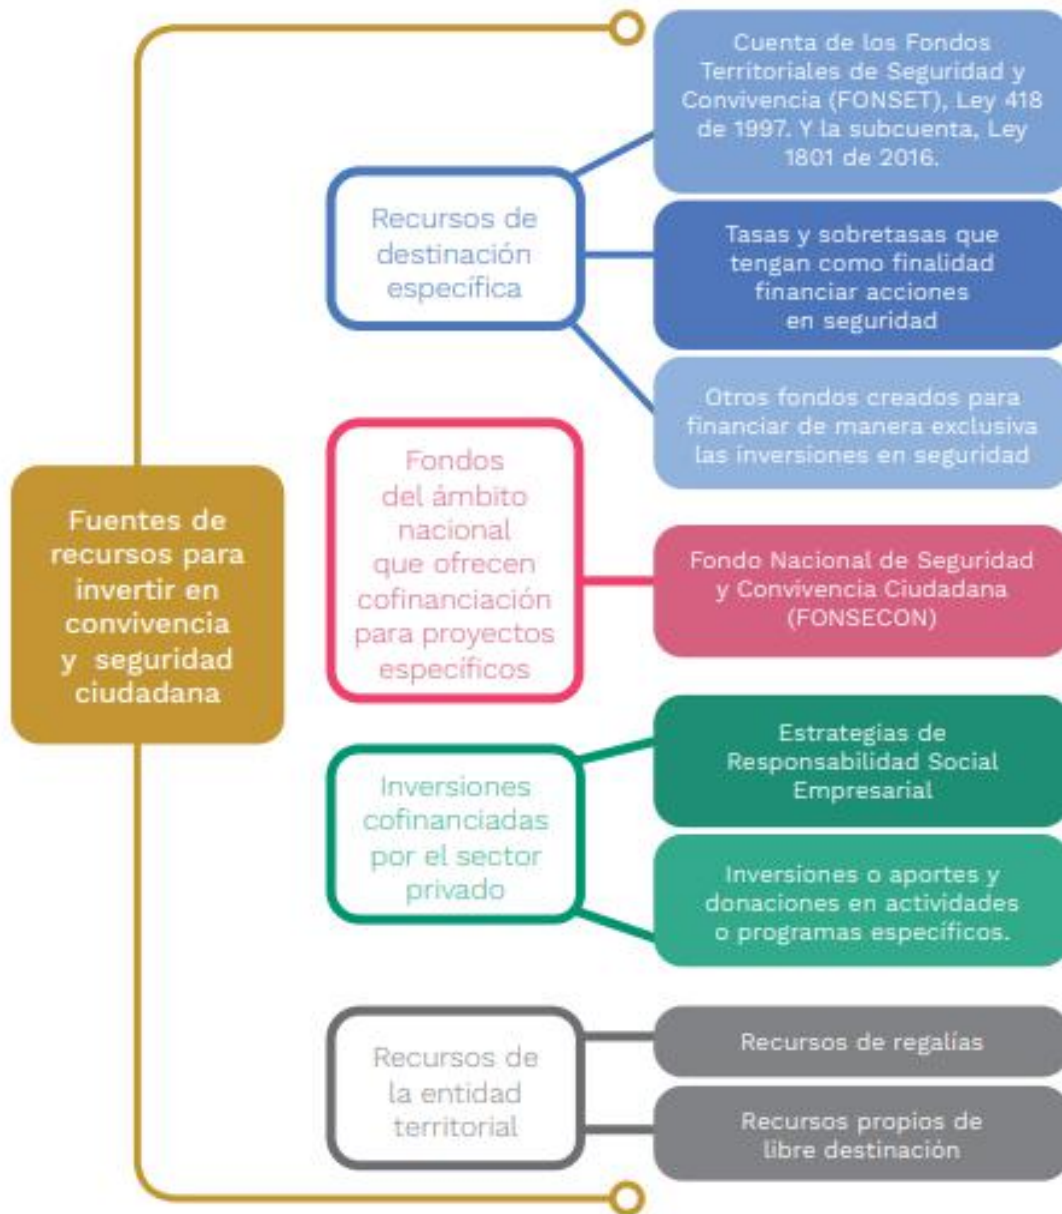 Fuentes de
recursos para
invertir en
convivencia
y seguridad
ciudadana
Recursos de
destinación
específica
Cuenta de los Fondos
Territoriales de Seguridad y
Convivencia (FONSET), Ley 418
de 1997. Y la subcuenta, Ley
1801 de 2016.
Tasas y sobretasas que
tengan como finalidad
financiar acciones
en seguridad
Otros fondos creados para
financiar de manera exclusiva
las inversiones en seguridad
Fondos
del ámbito
nacional
que ofrecen
cofinanciación
para proyectos
específicos
Fondo Nacional de Seguridad
y Convivencia Ciudadana
(FONSECON)
Inversiones
cofinanciadas
por el sector
privado
Estrategias de
Responsabilidad Social
Empresarial
Inversiones o aportes y
donaciones en actividades
o programas específicos.
Recursos de
la entidad
territorial
Recursos de regalías
Recursos propios de
libre destinación